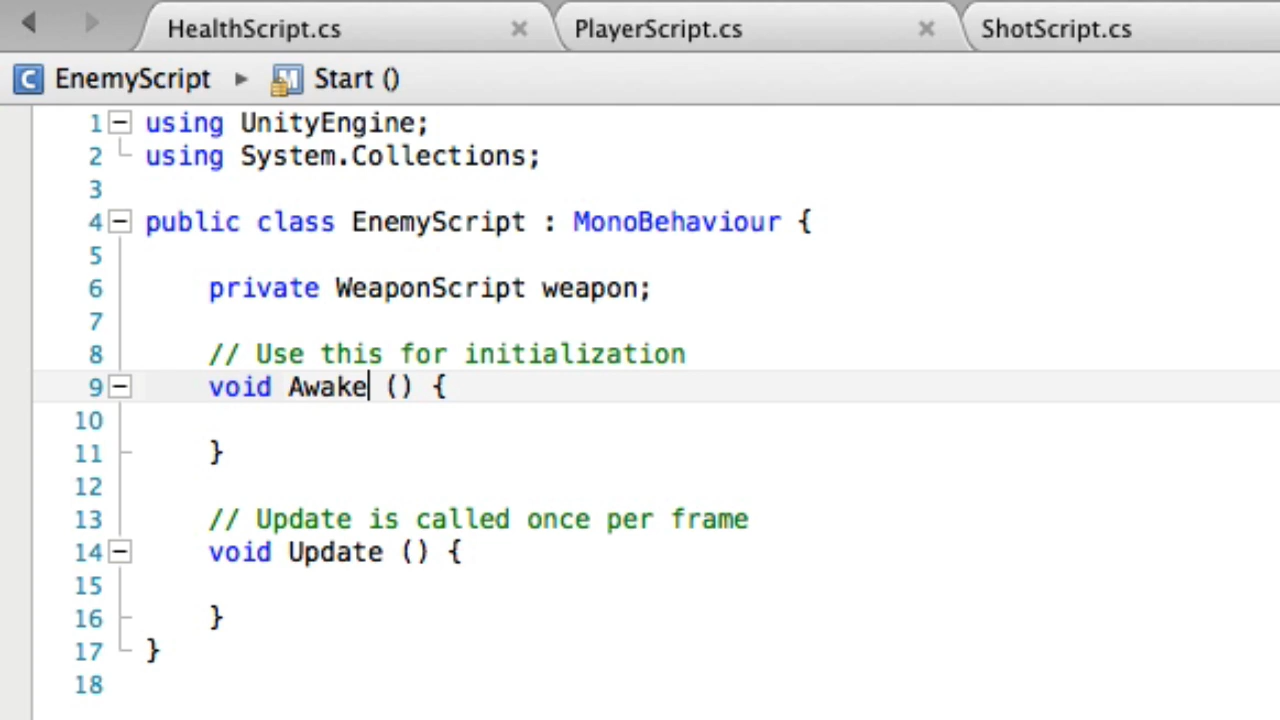 HealthScript.cs PlayerScript.cs ShotScript.cs
EnemyScript Start ()
1 using UnityEngine;
2 using System.Collections;
3
4 public class EnemyScript : MonoBehaviour {
5
6 private WeaponScript weapon;
7
8 // Use this for initialization
9 void Awake () {
10
11 }
12
13 // Update is called once per frame
14 void Update () {
15
16 }
17 }
18